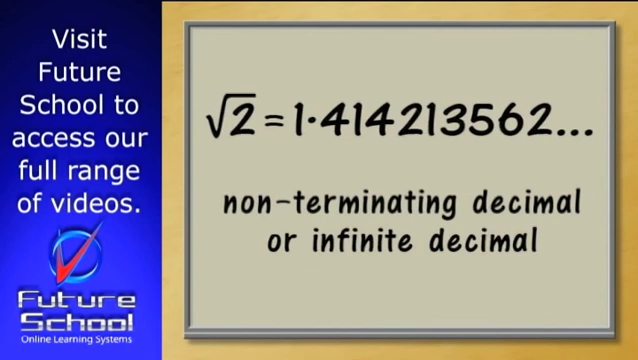 Visit
Future
School to
access our
full range
of videos.
Future
School
Online Learning Systems
√2 = 1·414213562...
non-terminating decimal
or infinite decimal